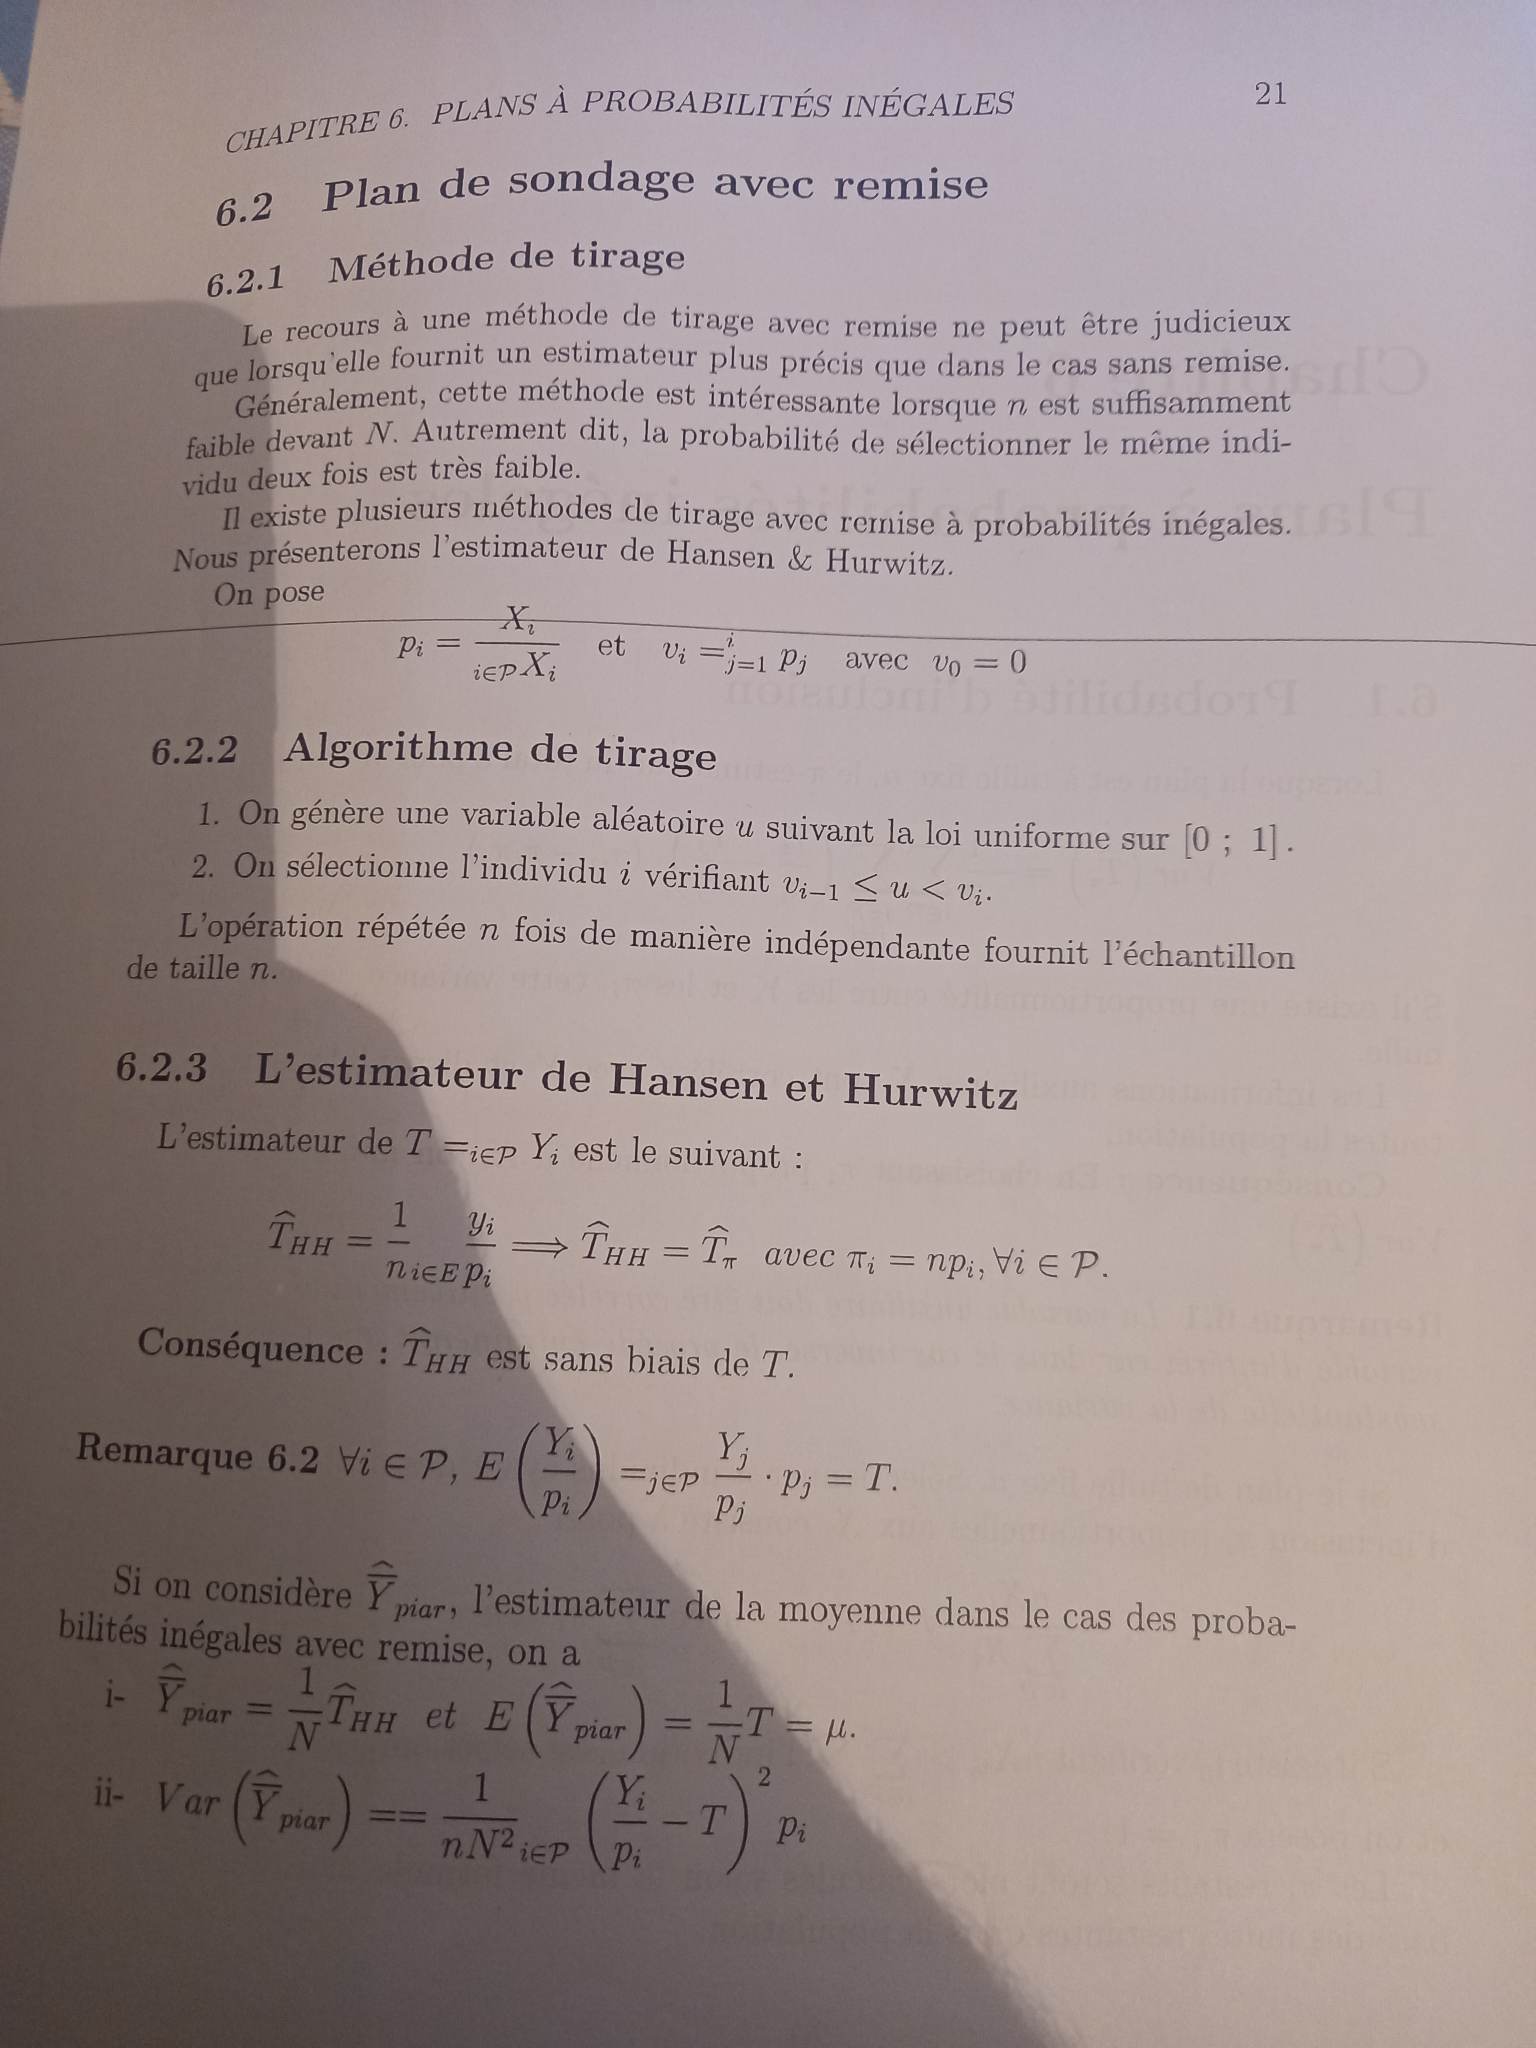 CHAPITRE 6. PLANS À PROBABILITÉS INÉGALES 21
6.2 Plan de sondage avec remise
6.2.1 Méthode de tirage
Le recours à une méthode de tirage avec remise ne peut être judicieux
que lorsqu'elle fournit un estimateur plus précis que dans le cas sans remise.
Généralement, cette méthode est intéressante lorsque n est suffisamment
faible devant N. Autrement dit, la probabilité de sélectionner le même indi-
vidu deux fois est très faible.
Il existe plusieurs méthodes de tirage avec remise à probabilités inégales.
Nous présenterons l'estimateur de Hansen & Hurwitz.
On pose
$p_i = \frac{X_i}{_{i \in \mathcal{P}} X_i}$ et $v_i =_{j=1}^{i} p_j$ avec $v_0 = 0$
6.2.2 Algorithme de tirage
1. On génère une variable aléatoire u suivant la loi uniforme sur [0 ; 1] .
2. On sélectionne l'individu i vérifiant $v_{i-1} \leq u < v_i$.
L'opération répétée n fois de manière indépendante fournit l'échantillon
de taille n.
6.2.3 L'estimateur de Hansen et Hurwitz
L'estimateur de $T =_{i \in \mathcal{P}} Y_i$ est le suivant :
$\widehat{T}_{HH} = \frac{1}{n}_{i \in E} \frac{y_i}{p_i} \Longrightarrow \widehat{T}_{HH} = \widehat{T}_{\pi}$ avec $\pi_i = np_i, \forall i \in \mathcal{P}.$
Conséquence : $\widehat{T}_{HH}$ est sans biais de T.
Remarque 6.2 $\forall i \in \mathcal{P}, E\left(\frac{Y_i}{p_i}\right) =_{j \in \mathcal{P}} \frac{Y_j}{p_j} \cdot p_j = T.$
Si on considère $\widehat{\overline{Y}}_{piar}$, l'estimateur de la moyenne dans le cas des proba-
bilités inégales avec remise, on a
i- $\widehat{\overline{Y}}_{piar} = \frac{1}{N} \widehat{T}_{HH}$ et $E\left(\widehat{\overline{Y}}_{piar}\right) = \frac{1}{N} T = \mu.$
ii- $Var\left(\widehat{\overline{Y}}_{piar}\right) == \frac{1}{nN^2}_{i \in \mathcal{P}} \left(\frac{Y_i}{p_i} - T\right)^2 p_i$